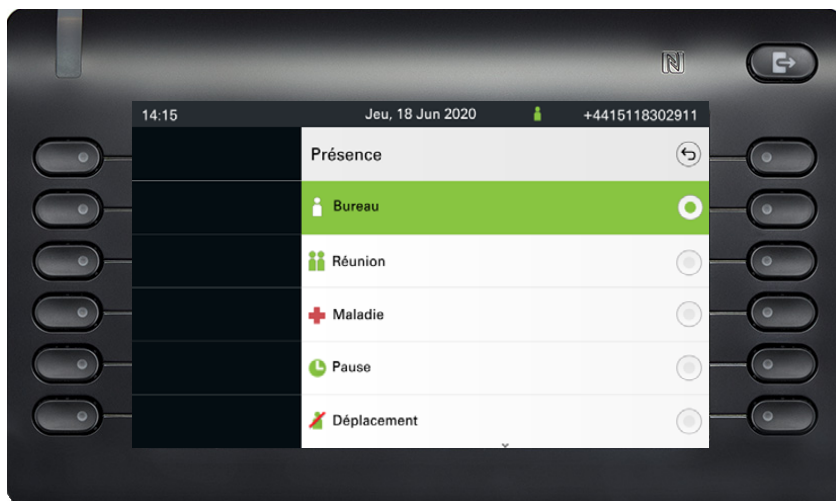 14:15 Jeu, 18 Jun 2020 +4415118302911
Présence
Bureau
Réunion
Maladie
Pause
Déplacement